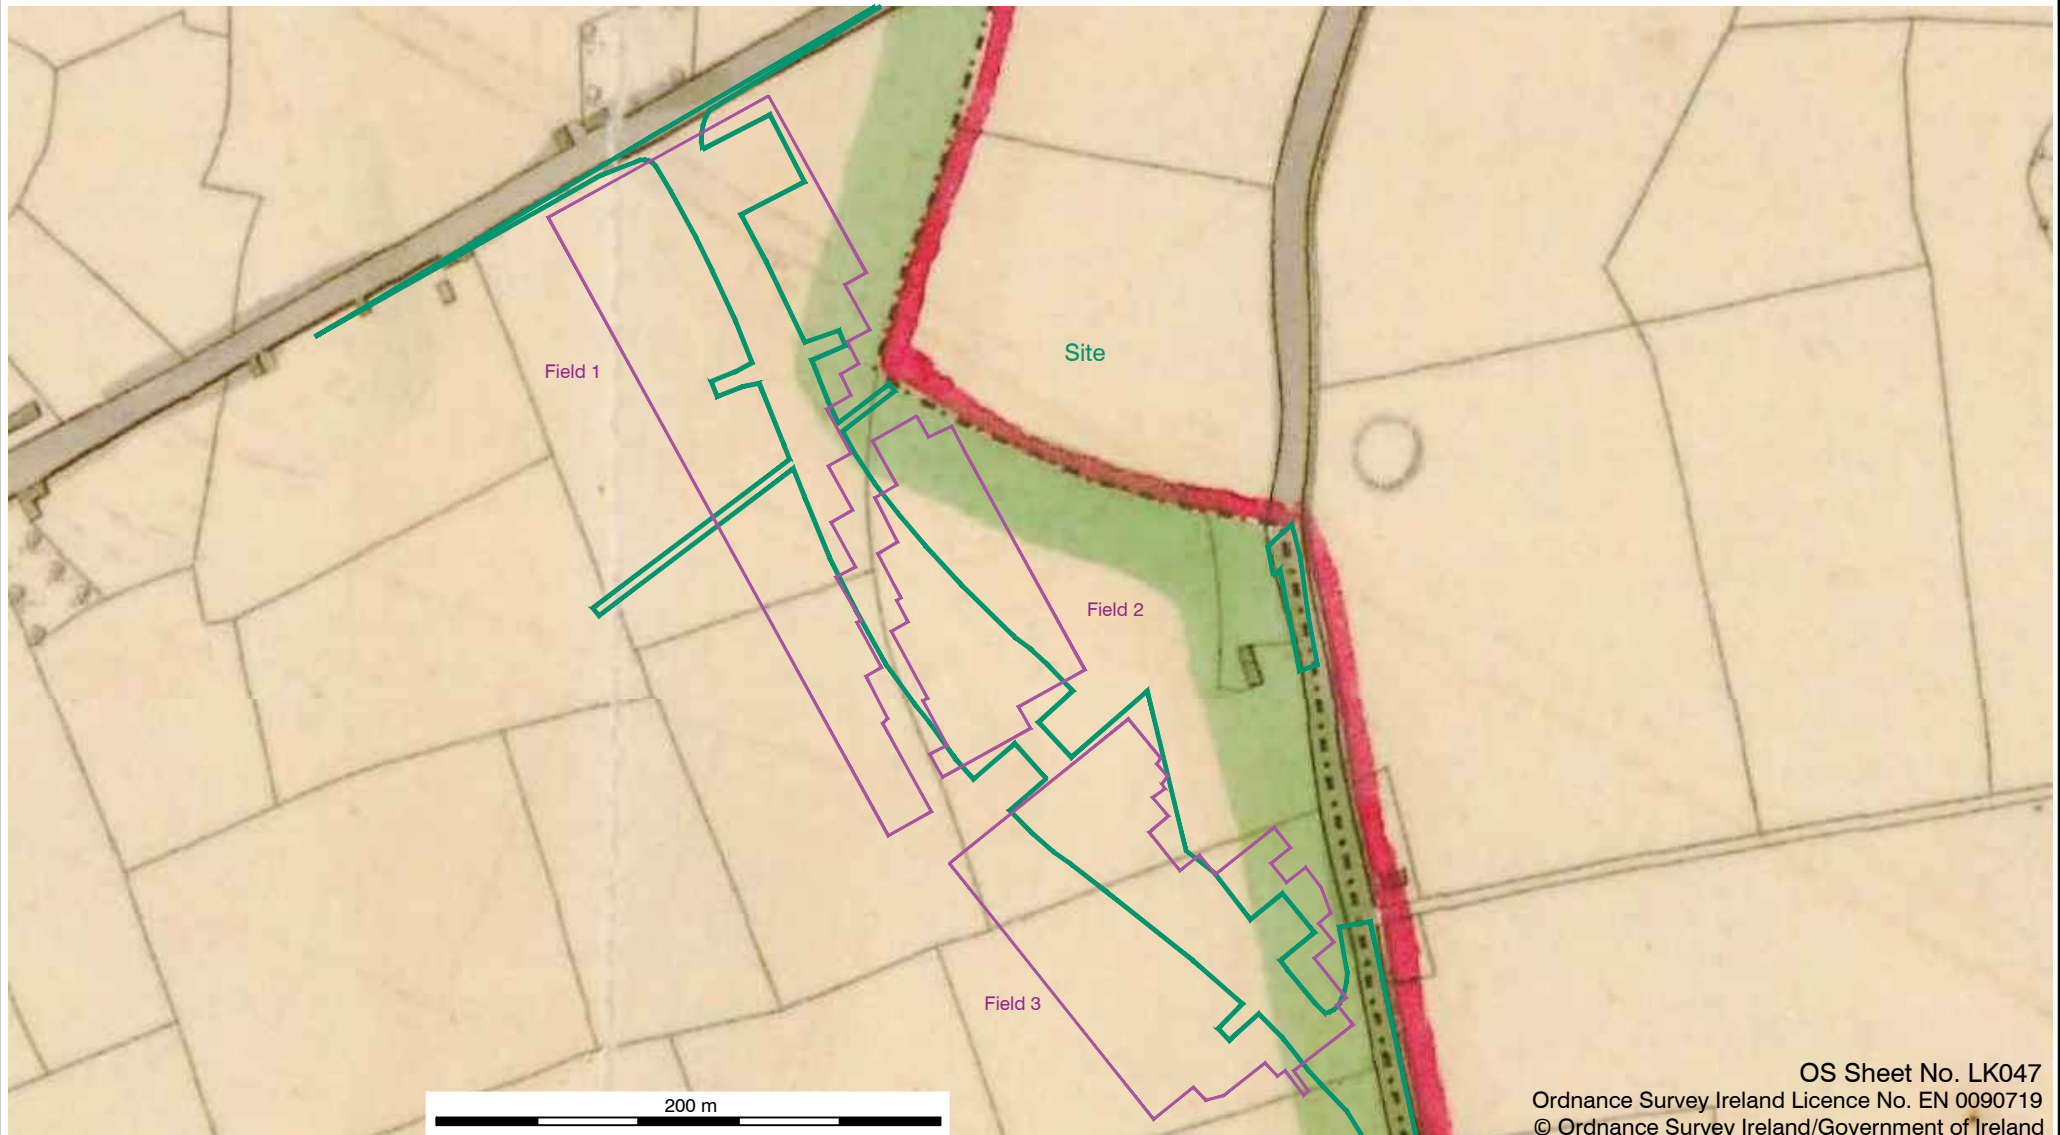 Site
Field 1
Field 2
Field 3
200 m
OS Sheet No. LK047
Ordnance Survey Ireland Licence No. EN 0090719
© Ordnance Survey Ireland/Government of Ireland